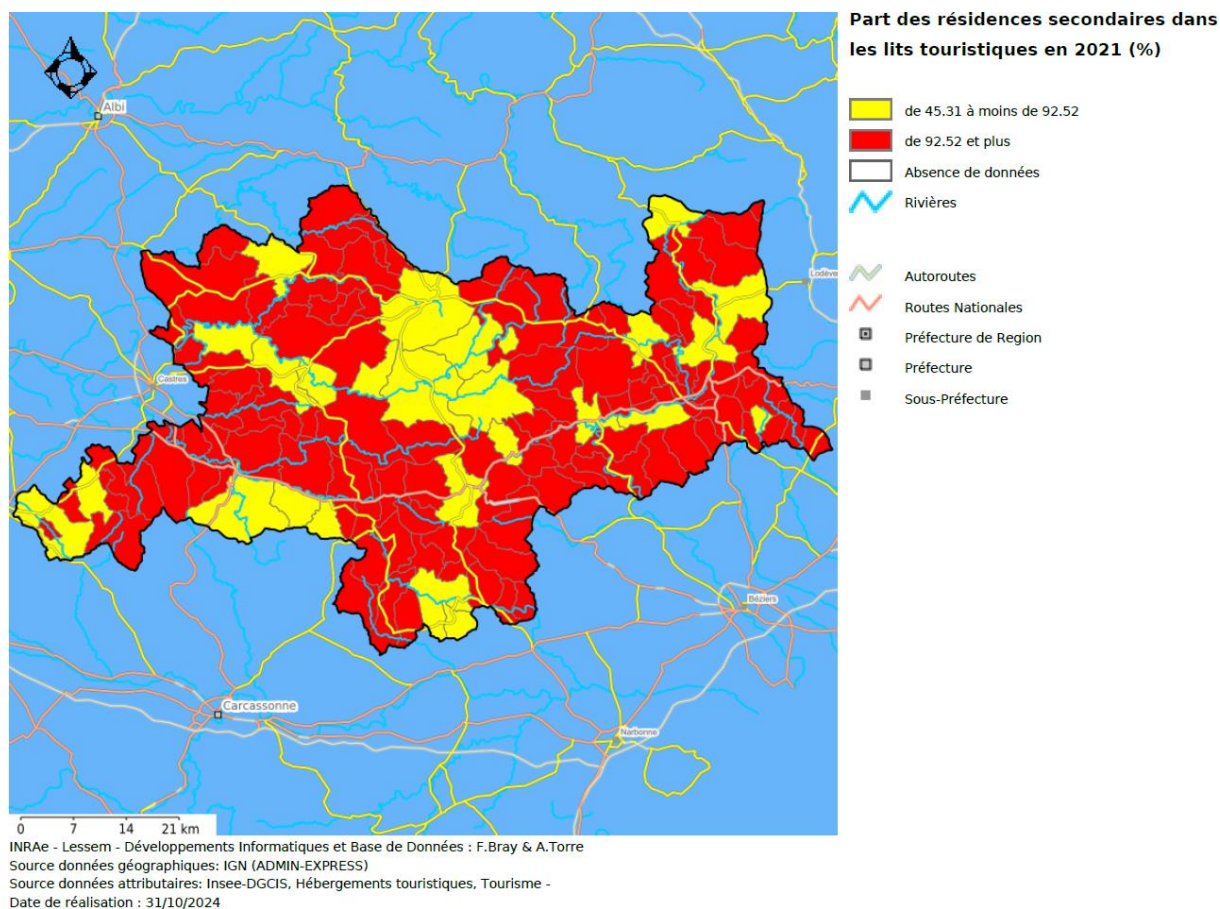 Part des résidences secondaires dans
les lits touristiques en 2021 (%)
de 45.31 à moins de 92.52
de 92.52 et plus
Absence de données
Rivières
Autoroutes
Routes Nationales
Préfecture de Region
Préfecture
Sous-Préfecture
Albi
Lodève
Castres
Béziers
Carcassonne
Narbonne
0 7 14 21 km
INRAe - Lessem - Développements Informatiques et Base de Données : F.Bray & A.Torre
Source données géographiques: IGN (ADMIN-EXPRESS)
Source données attributaires: Insee-DGCIS, Hébergements touristiques, Tourisme -
Date de réalisation : 31/10/2024